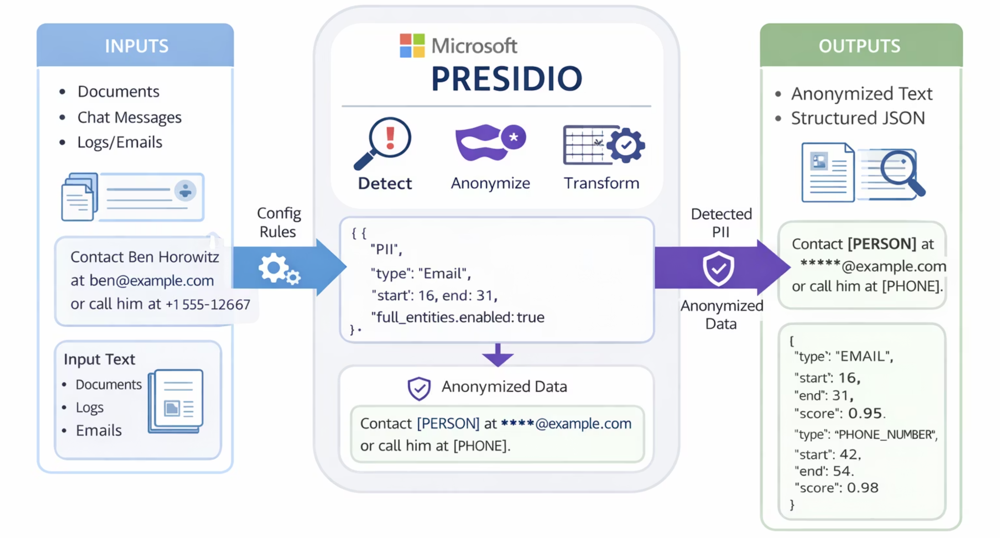 INPUTS
• Documents
• Chat Messages
• Logs/Emails
Contact Ben Horowitz
at ben@example.com
or call him at +1 555-12667
Input Text
• Documents
• Logs
• Emails
Config
Rules
Microsoft
PRESIDIO
Detect
Anonymize
Transform
{ {
"PII",
"type": "Email",
"start': 16, end: 31,
"full_entities.enabled: true
} .
Anonymized Data
Contact [PERSON] at ****@example.com
or call him at [PHONE].
Detected
PII
Anonymized
Data
OUTPUTS
• Anonymized Text
• Structured JSON
Contact [PERSON] at
*****@example.com
or call him at [PHONE].
{
"type": "EMAIL",
"start": 16,
"end": 31,
"score": 0.95.
"type": "PHONE_NUMBER",
"start": 42,
"end': 54.
"score": 0.98
}